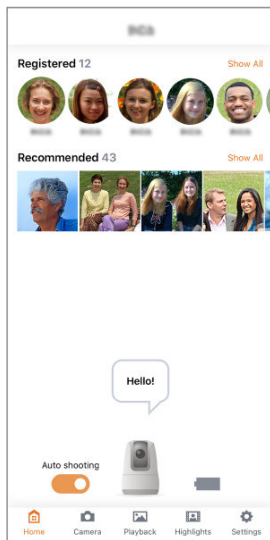 Registered 12
Show All
Recommended 43
Show All
Hello!
Auto shooting
Home
Camera
Playback
Highlights
Settings